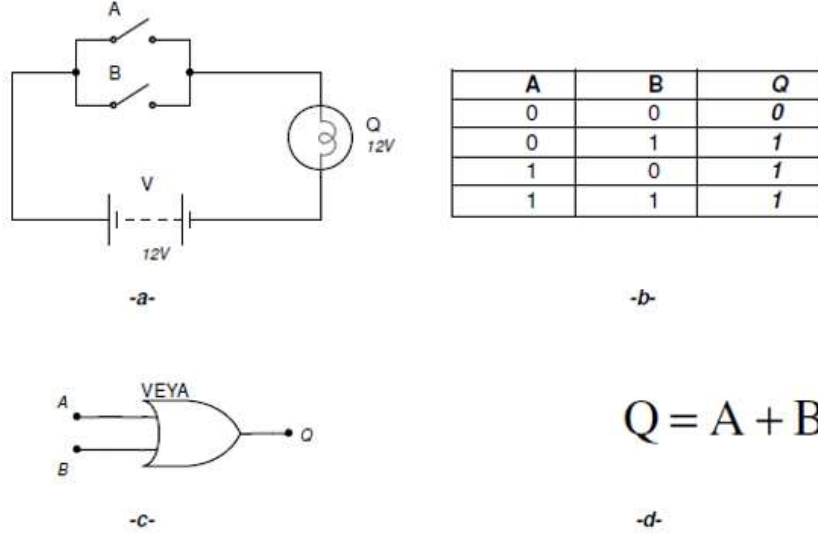 A
B
Q
12V
V
12V
-a-
A B Q
0 0 0
0 1 1
1 0 1
1 1 1
-b-
VEYA
A
B
Q
-c-
Q = A + B
-d-